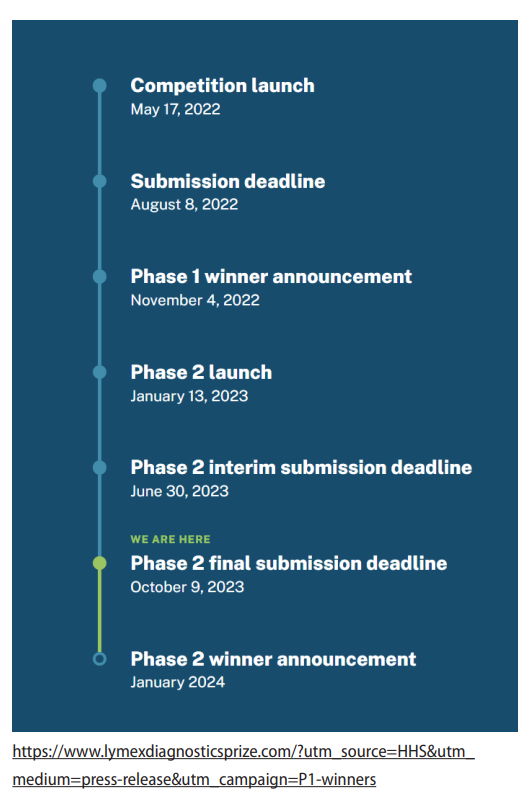 Competition launch
May 17, 2022
Submission deadline
August 8, 2022
Phase 1 winner announcement
November 4, 2022
Phase 2 launch
January 13, 2023
Phase 2 interim submission deadline
June 30, 2023
WE ARE HERE
Phase 2 final submission deadline
October 9, 2023
Phase 2 winner announcement
January 2024
https://www.lymexdiagnosticsprize.com/?utm_source=HHS&utm_
medium=press-release&utm_campaign=P1-winners